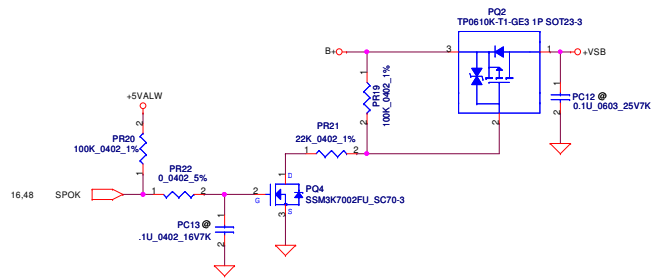 PQ2
TP0610K-T1-GE3 1P SOT23-3
B+
3
1
+VSB
2
1
2
PR19
100K_0402_1%
1
2
PC12 @
0.1U_0603_25V7K
+5VALW
2
1
PR20
100K_0402_1%
PR21
22K_0402_1%
1
2
PR22
0_0402_5%
16,48
SPOK
1
2
2
G
1
D
S
3
PQ4
SSM3K7002FU_SC70-3
1
2
PC13 @
.1U_0402_16V7K